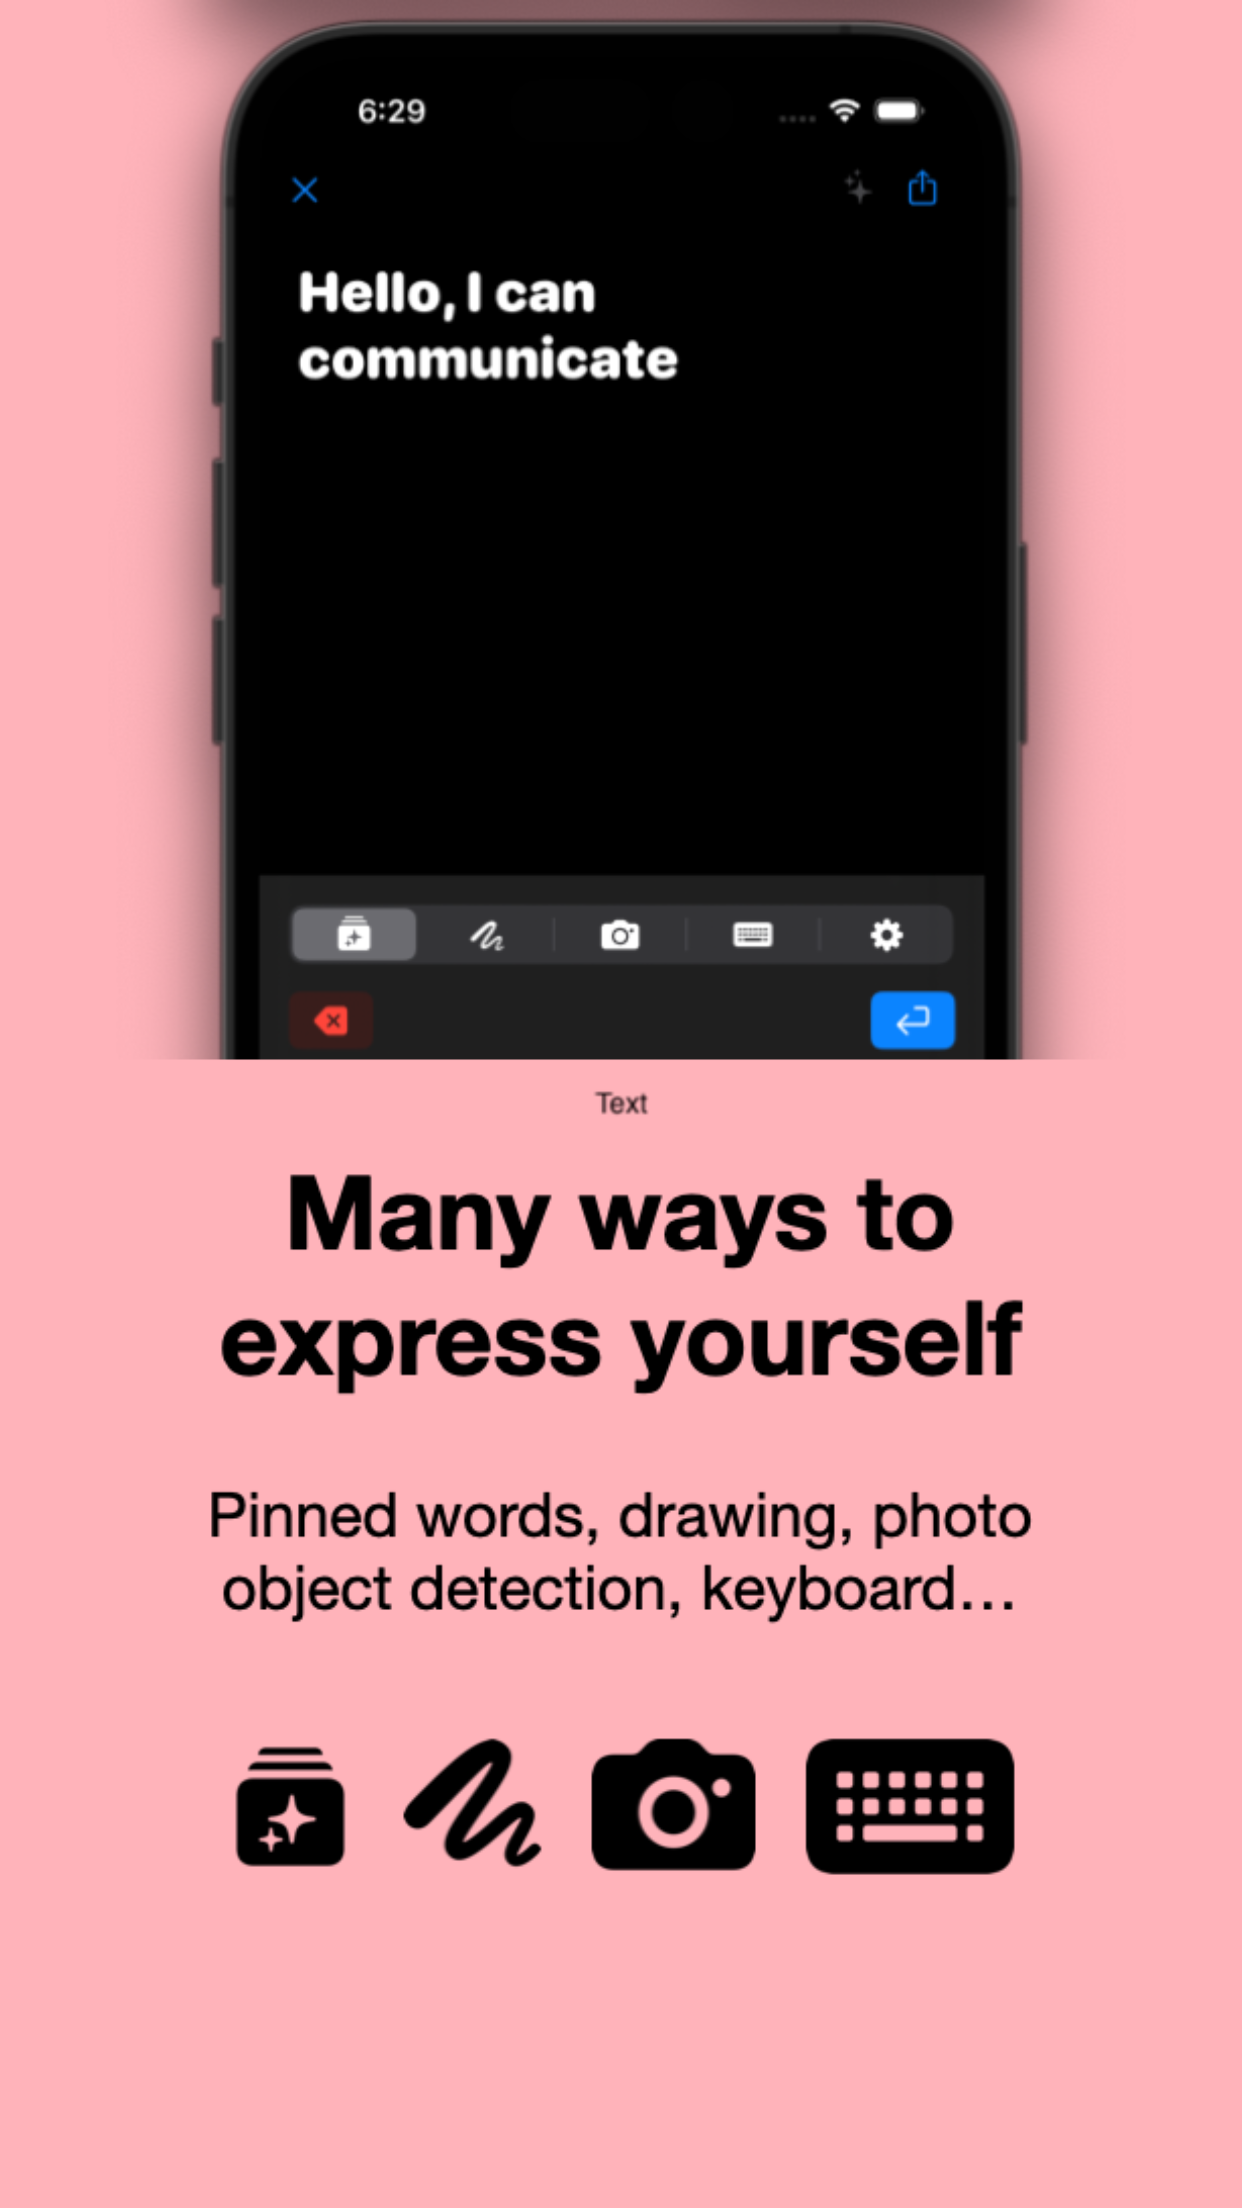 6:29
Hello, I can
communicate
Text
Many ways to
express yourself
Pinned words, drawing, photo
object detection, keyboard...